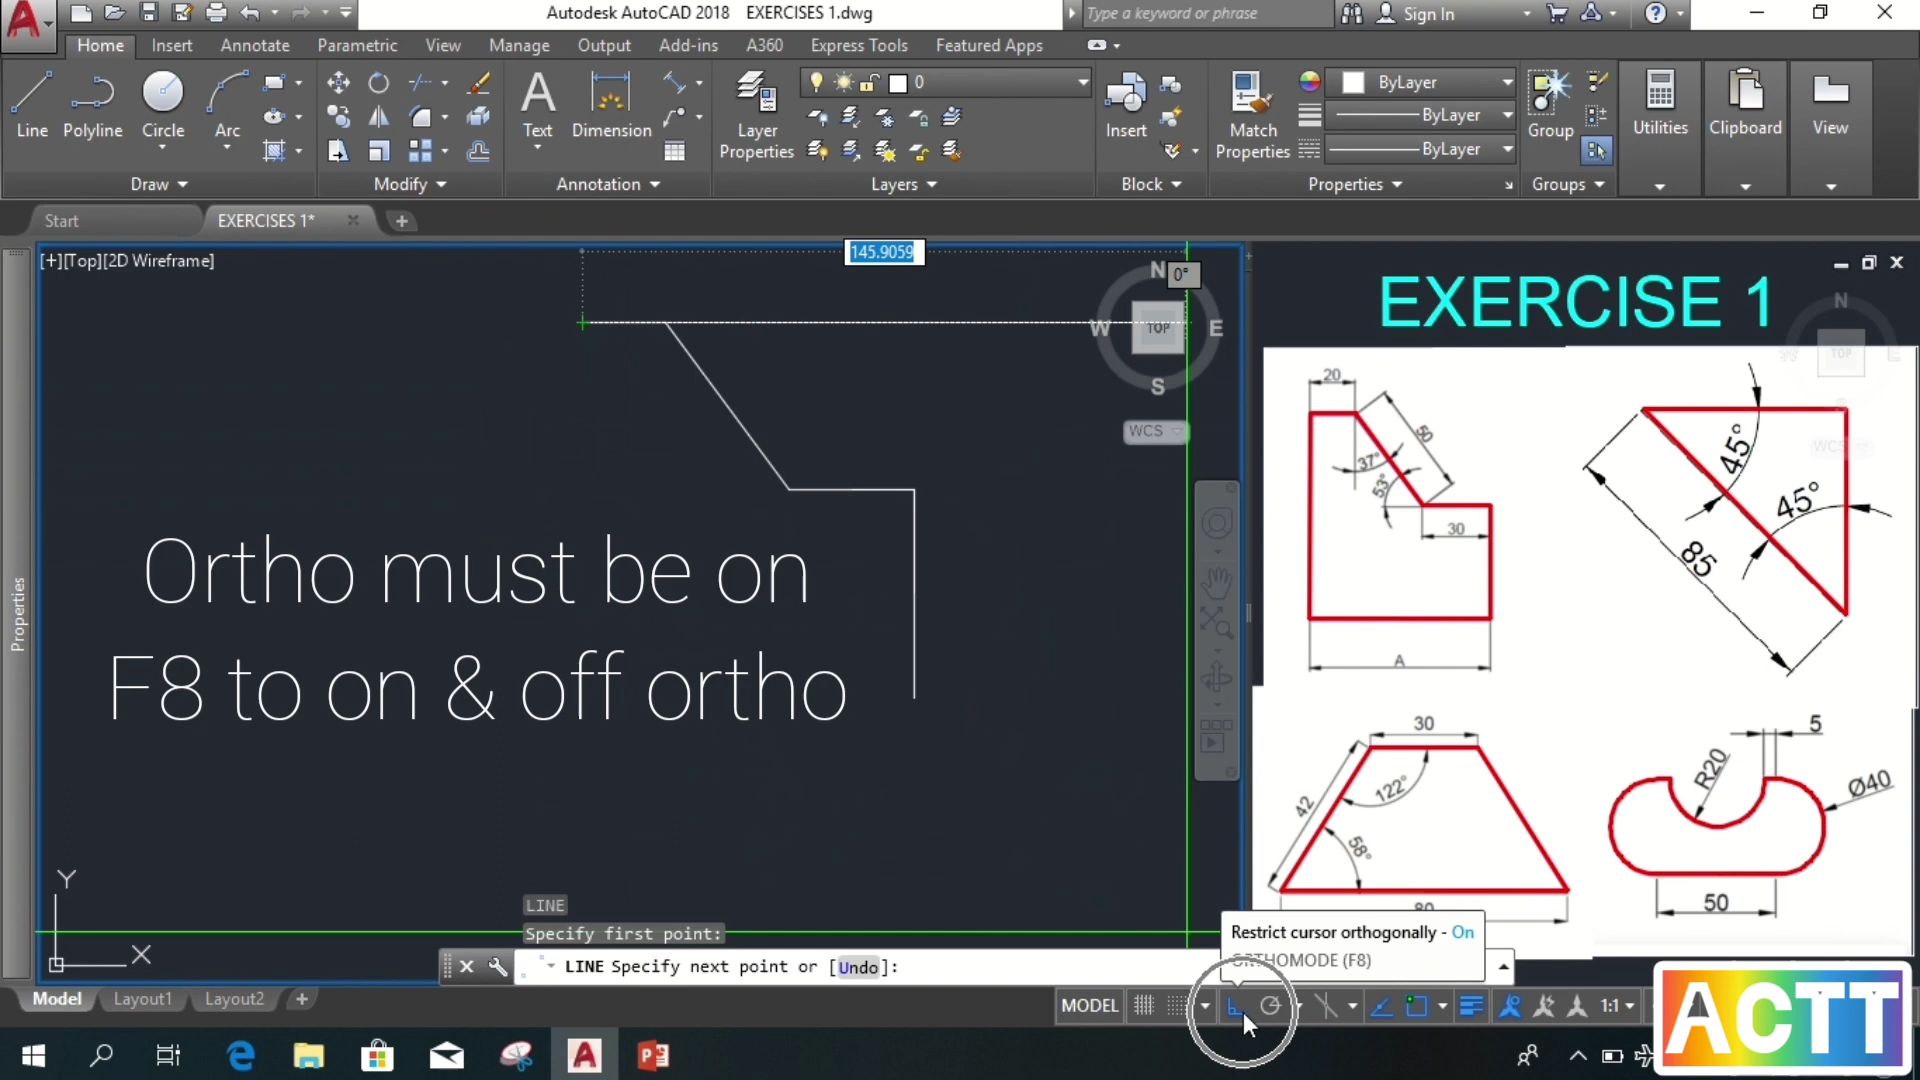 Autodesk AutoCAD 2018 EXERCISES 1.dwg
Type a keyword or phrase
Sign In
Home Insert Annotate Parametric View Manage Output Add-ins A360 Express Tools Featured Apps
Line Polyline Circle Arc
Text Dimension
Layer Properties
0
Insert
Match Properties
ByLayer
ByLayer
ByLayer
Group
Utilities
Clipboard
View
Draw Modify Annotation Layers Block Properties Groups
Start
EXERCISES 1*
[+][Top][2D Wireframe]
145.9059
0°
N
W TOP E
S
WCS
Properties
Ortho must be on
F8 to on & off ortho
EXERCISE 1
N
TOP
WCS
20
50
37°
53°
30
A
45°
45°
85
30
42
122°
58°
80
5
R20
Ø40
50
Y
X
LINE
Specify first point:
LINE Specify next point or [Undo]:
Restrict cursor orthogonally - On
ORTHOMODE (F8)
Model Layout1 Layout2
MODEL
1:1
ACTT